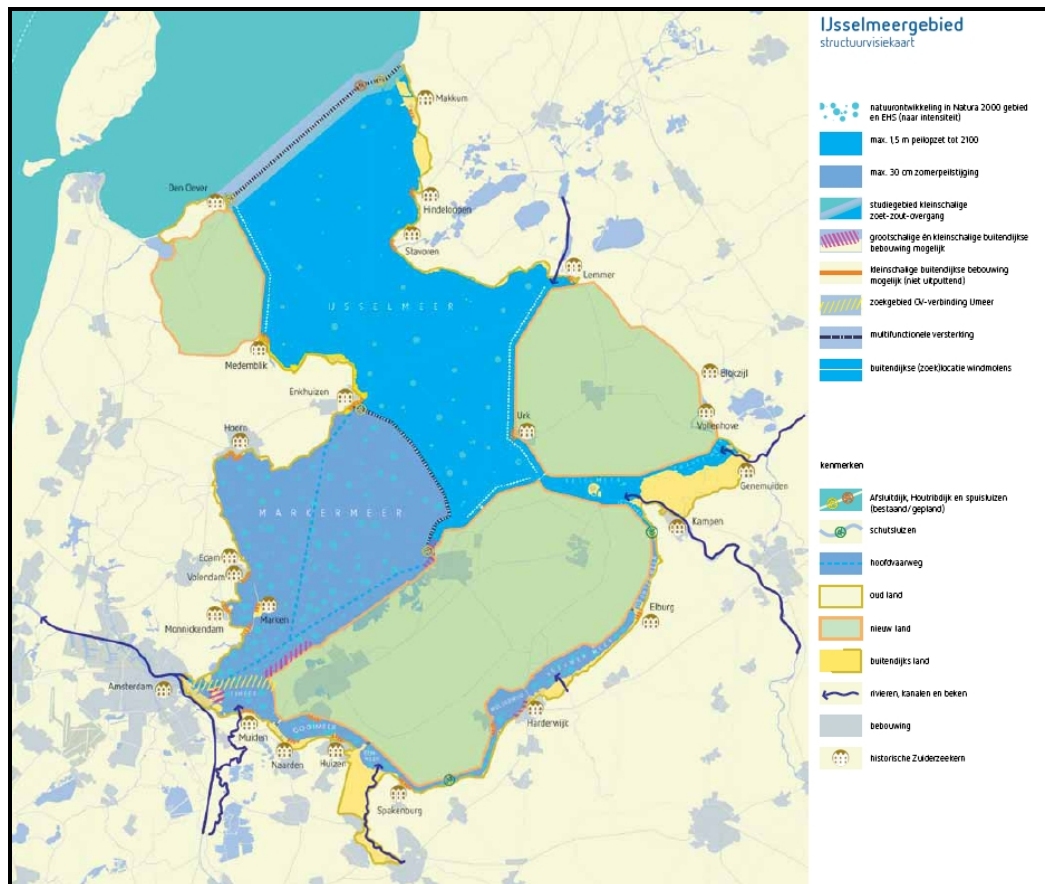 IJsselmeergebied
structuurvisiekaart
natuurontwikkeling in Natura 2000 gebied
en EHS (naar intensiteit)
max. 1,5 m peilopzet tot 2100
max. 30 cm zomerpeilstijging
studiegebied kleinschalige
zoet-zout-overgang
grootschalige én kleinschalige buitendijkse
bebouwing mogelijk
kleinschalige buitendijkse bebouwing
mogelijk (niet uitputtend)
zoekgebied OV-verbinding IJmeer
multifunctionele versterking
buitendijkse (zoek)locatie windmolens
kenmerken
Afsluitdijk, Houtribdijk en spuisluizen
(bestaand/gepland)
schutsluizen
hoofdvaarweg
oud land
nieuw land
buitendijks land
rivieren, kanalen en beken
bebouwing
historische Zuiderzeekern
Makkum
Den Oever
Hindeloopen
Stavoren
Lemmer
IJSSELMEER
Medemblik
Blokzijl
Enkhuizen
Urk
Vollenhove
Hoorn
Genemuiden
MARKERMEER
Kampen
Edam
Volendam
Elburg
Marken
Monnickendam
Amsterdam
Harderwijk
Muiden
GOOIMEER
Naarden
Huizen
Spakenburg